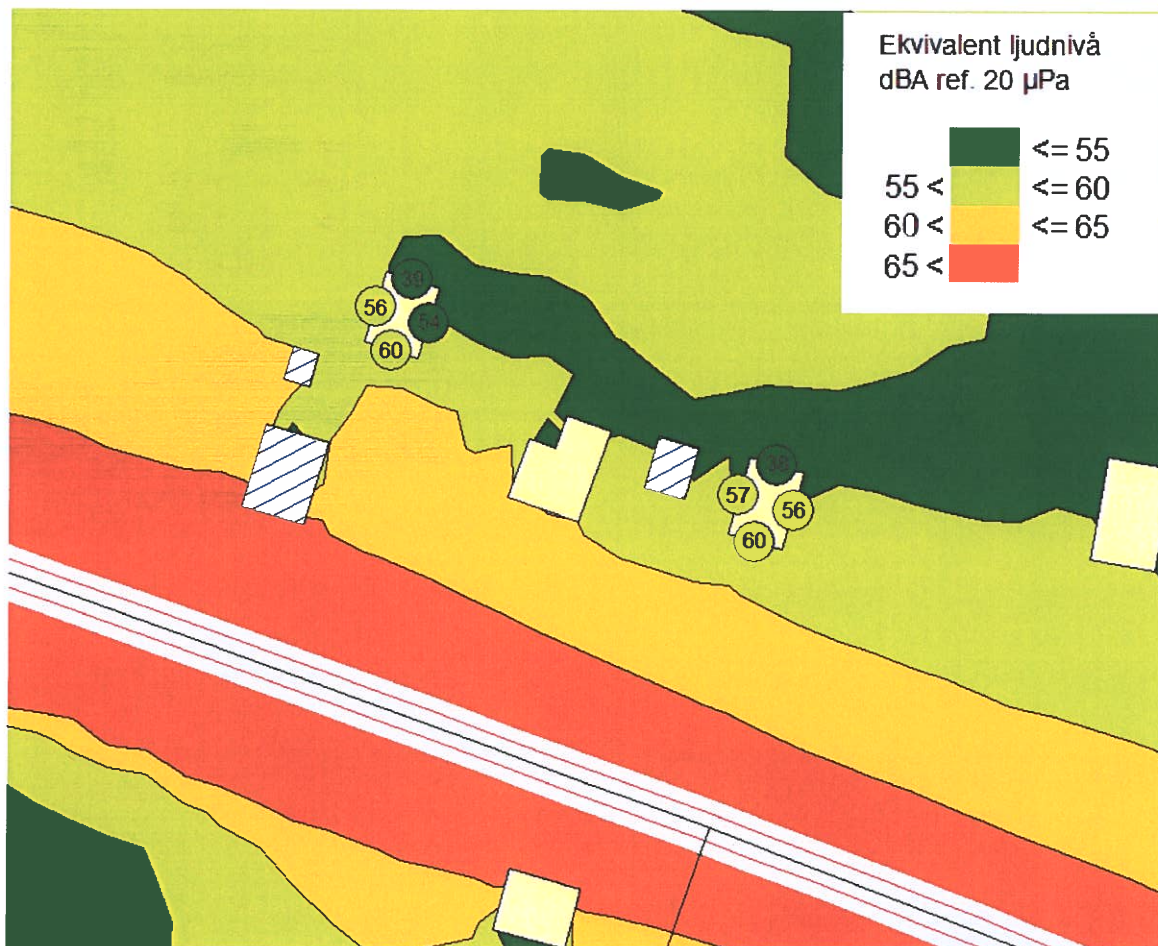 Ekvivalent ljudnivå
dBA ref. 20 µPa
<= 55
55 < <= 60
60 < <= 65
65 <
39
56
54
60
38
57
56
60